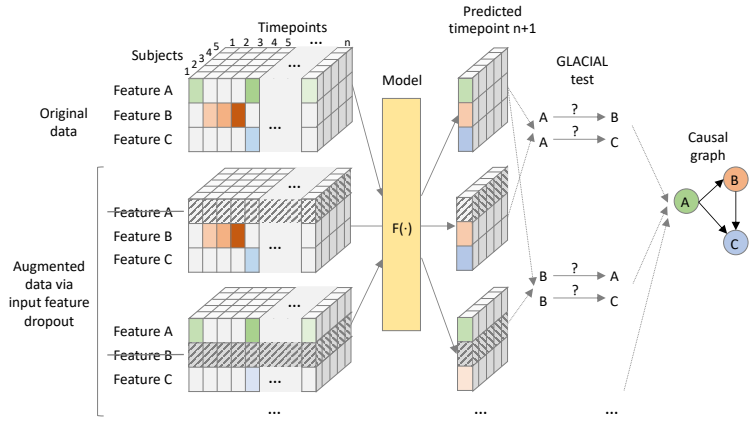 Timepoints
Predicted
timepoint n+1
Subjects
1 2 3 4 5
1 2 3 4 5 ... n
...
Feature A
Feature B
Feature C
...
Original
data
Model
F(·)
GLACIAL
test
A ? B
A ? C
Causal
graph
A
B
C
...
Feature A
Feature B
Feature C
...
Augmented
data via
input feature
dropout
B ? A
B ? C
...
Feature A
Feature B
Feature C
...
...
...
...